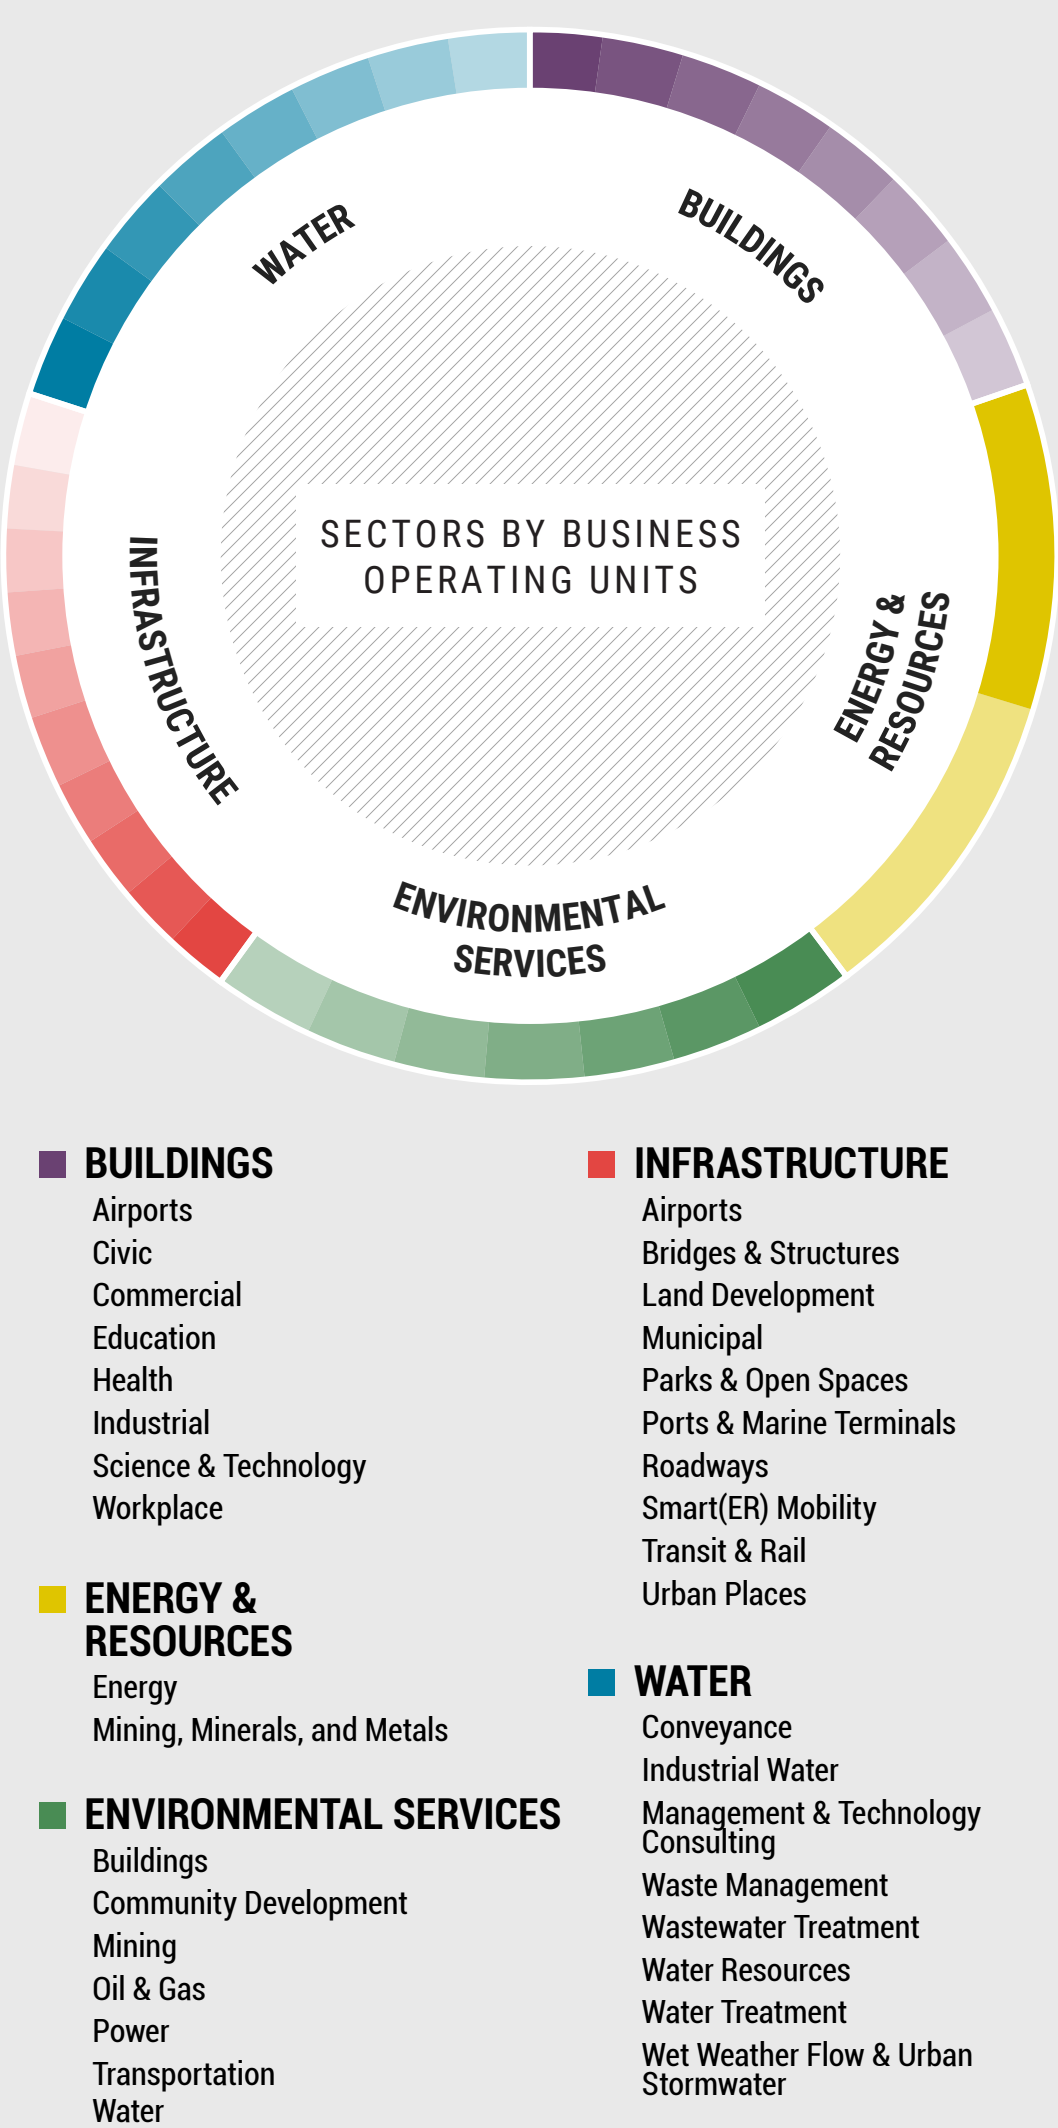 WATER
BUILDINGS
SECTORS BY BUSINESS
OPERATING UNITS
INFRASTRUCTURE
ENERGY &
RESOURCES
ENVIRONMENTAL
SERVICES
BUILDINGS
Airports
Civic
Commercial
Education
Health
Industrial
Science & Technology
Workplace
ENERGY &
RESOURCES
Energy
Mining, Minerals, and Metals
ENVIRONMENTAL SERVICES
Buildings
Community Development
Mining
Oil & Gas
Power
Transportation
Water
INFRASTRUCTURE
Airports
Bridges & Structures
Land Development
Municipal
Parks & Open Spaces
Ports & Marine Terminals
Roadways
Smart(ER) Mobility
Transit & Rail
Urban Places
WATER
Conveyance
Industrial Water
Management & Technology
Consulting
Waste Management
Wastewater Treatment
Water Resources
Water Treatment
Wet Weather Flow & Urban
Stormwater